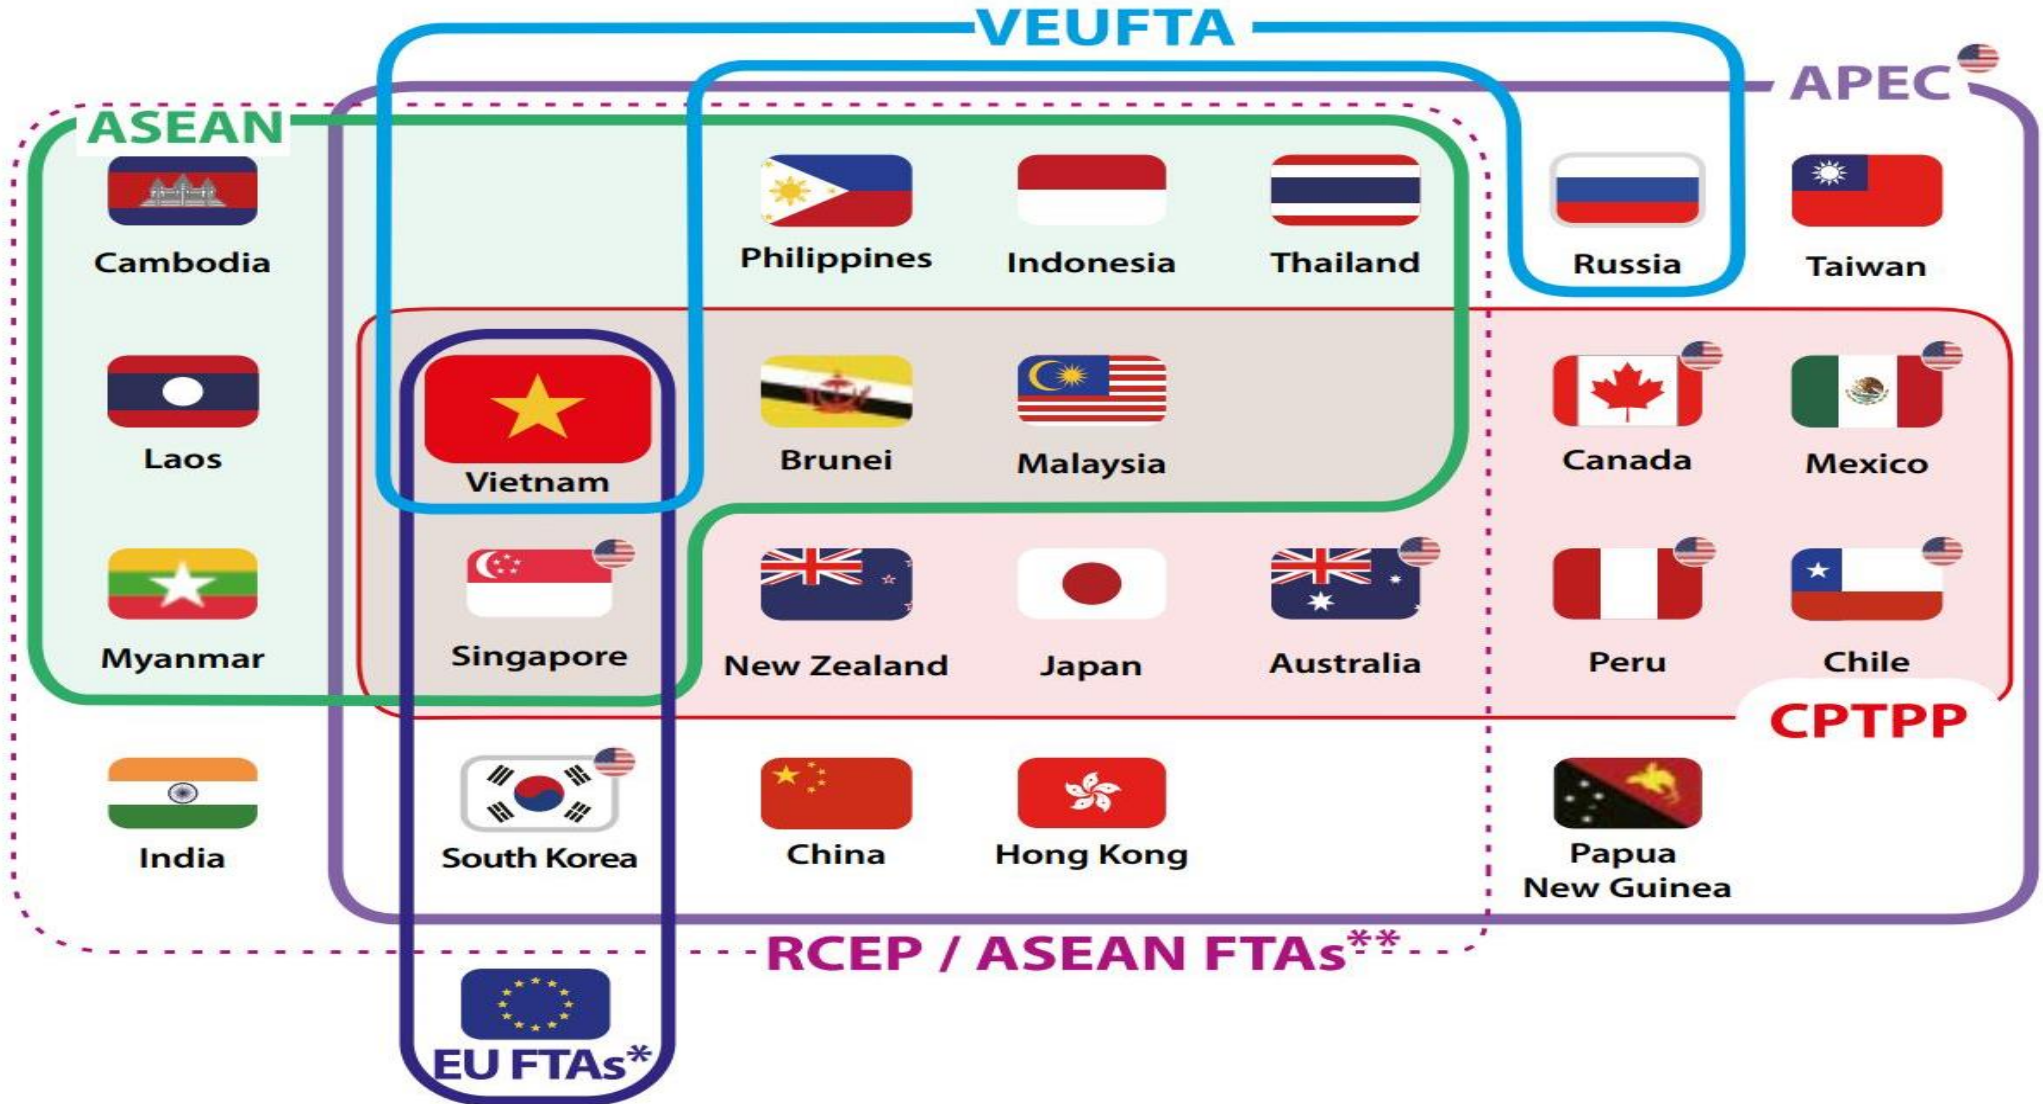 VEUFTA
APEC
ASEAN
Cambodia
Philippines
Indonesia
Thailand
Russia
Taiwan
Laos
Vietnam
Brunei
Malaysia
Canada
Mexico
Myanmar
Singapore
New Zealand
Japan
Australia
Peru
Chile
CPTPP
India
South Korea
China
Hong Kong
Papua
New Guinea
RCEP / ASEAN FTAs**
EU FTAs*